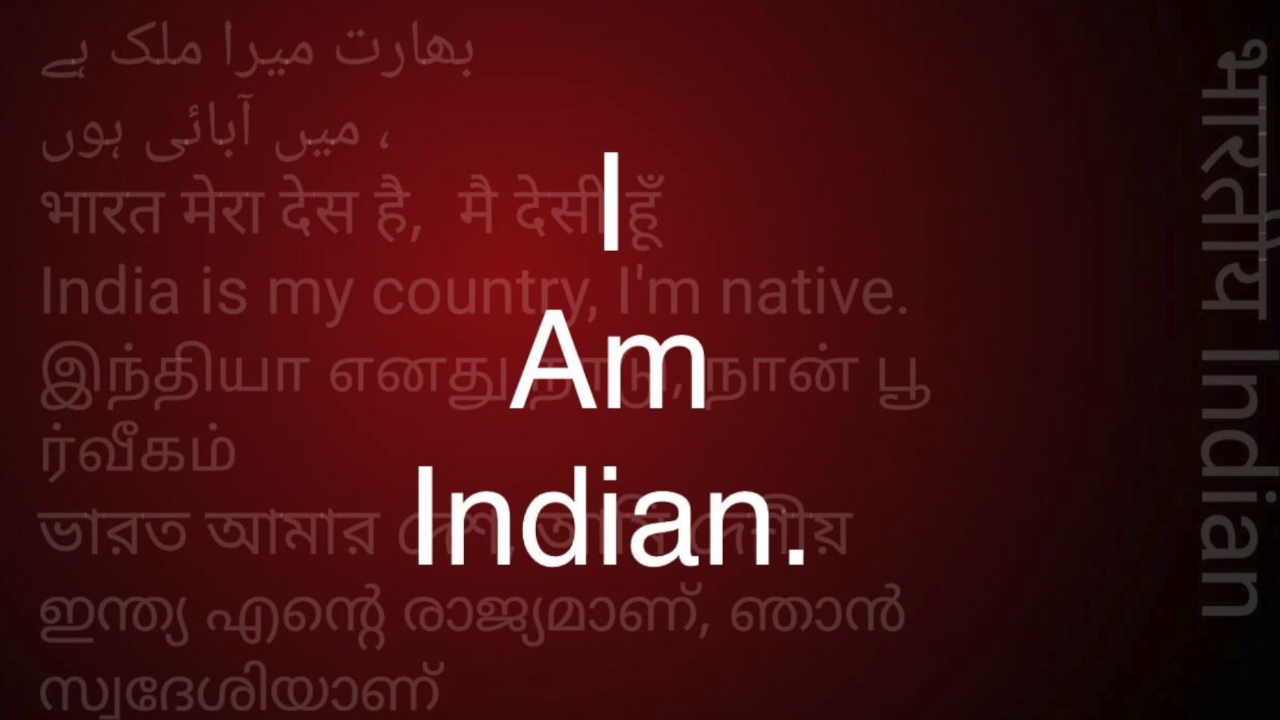 بھارت میرا ملک ہے
، میں آبائی ہوں
भारत मेरा देस है, मै देसी हूँ
India is my country, I'm native.
இந்தியா எனது நாடு, நான் பூ
ர்வீகம்
ভারত আমার দেশ, আমি দেশীয়
ഇന്ത്യ എന്റെ രാജ്യമാണ്, ഞാൻ
സ്വദേശിയാണ്
I
Am
Indian.
भारतीय Indian